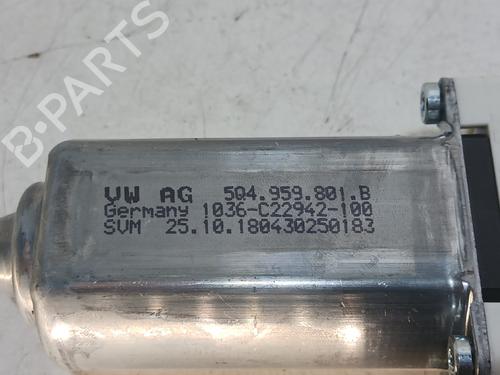 B-PARTS
VW AG 5Q4.959.801.B
Germany 1036-C22942-100
SVM 25.10.180430250183